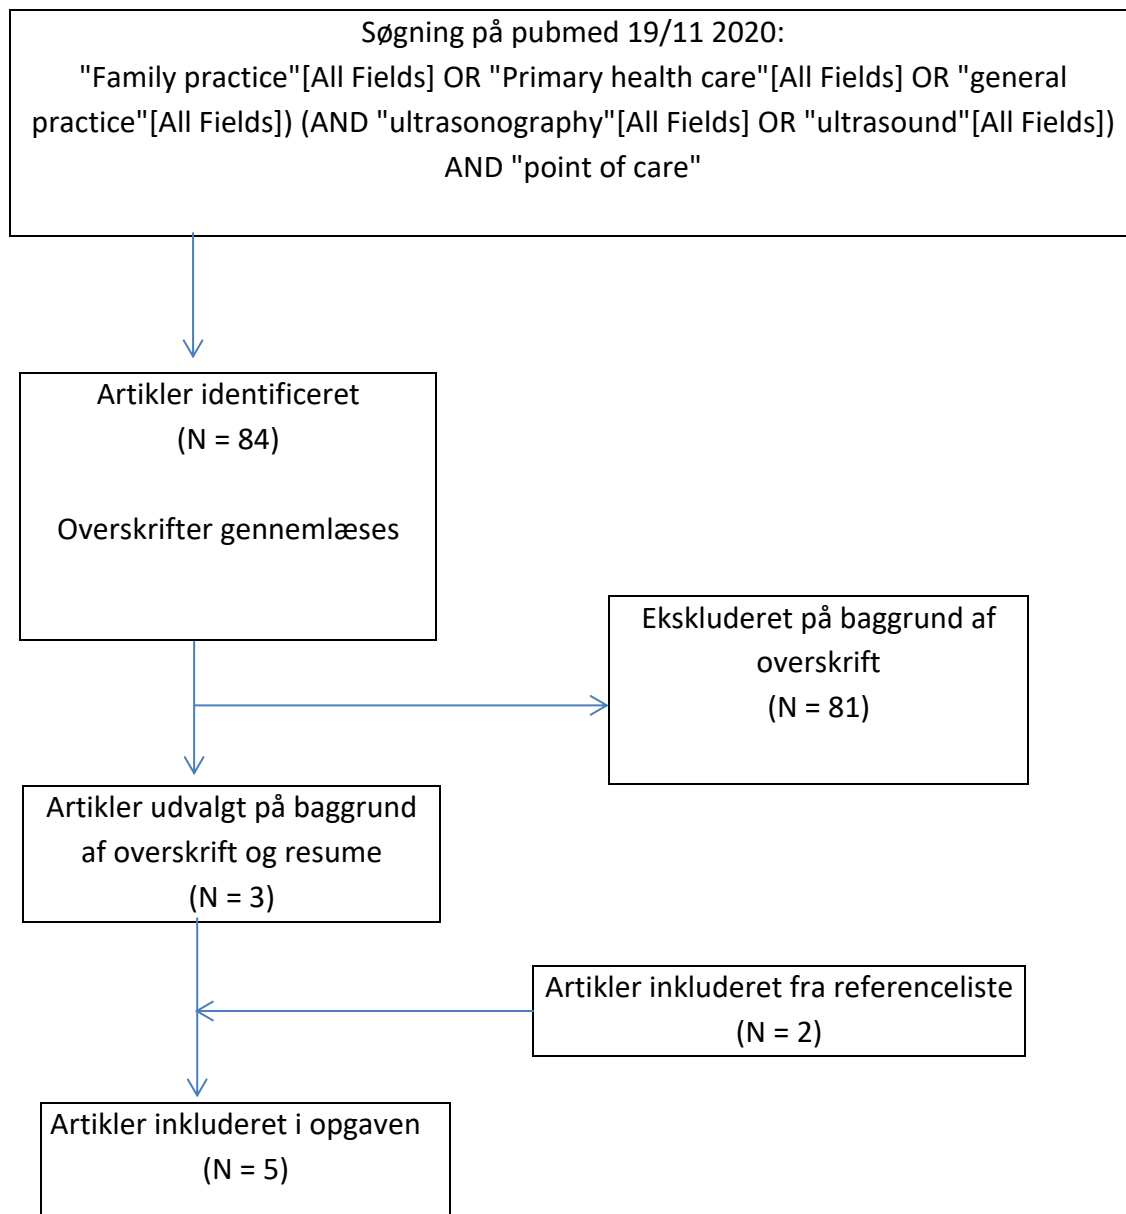 Søgning på pubmed 19/11 2020:
"Family practice"[All Fields] OR "Primary health care"[All Fields] OR "general
practice"[All Fields]) (AND "ultrasonography"[All Fields] OR "ultrasound"[All Fields])
AND "point of care"
Artikler identificeret
(N = 84)
Overskrifter gennemlæses
Ekskluderet på baggrund af
overskrift
(N = 81)
Artikler udvalgt på baggrund
af overskrift og resume
(N = 3)
Artikler inkluderet fra referenceliste
(N = 2)
Artikler inkluderet i opgaven
(N = 5)